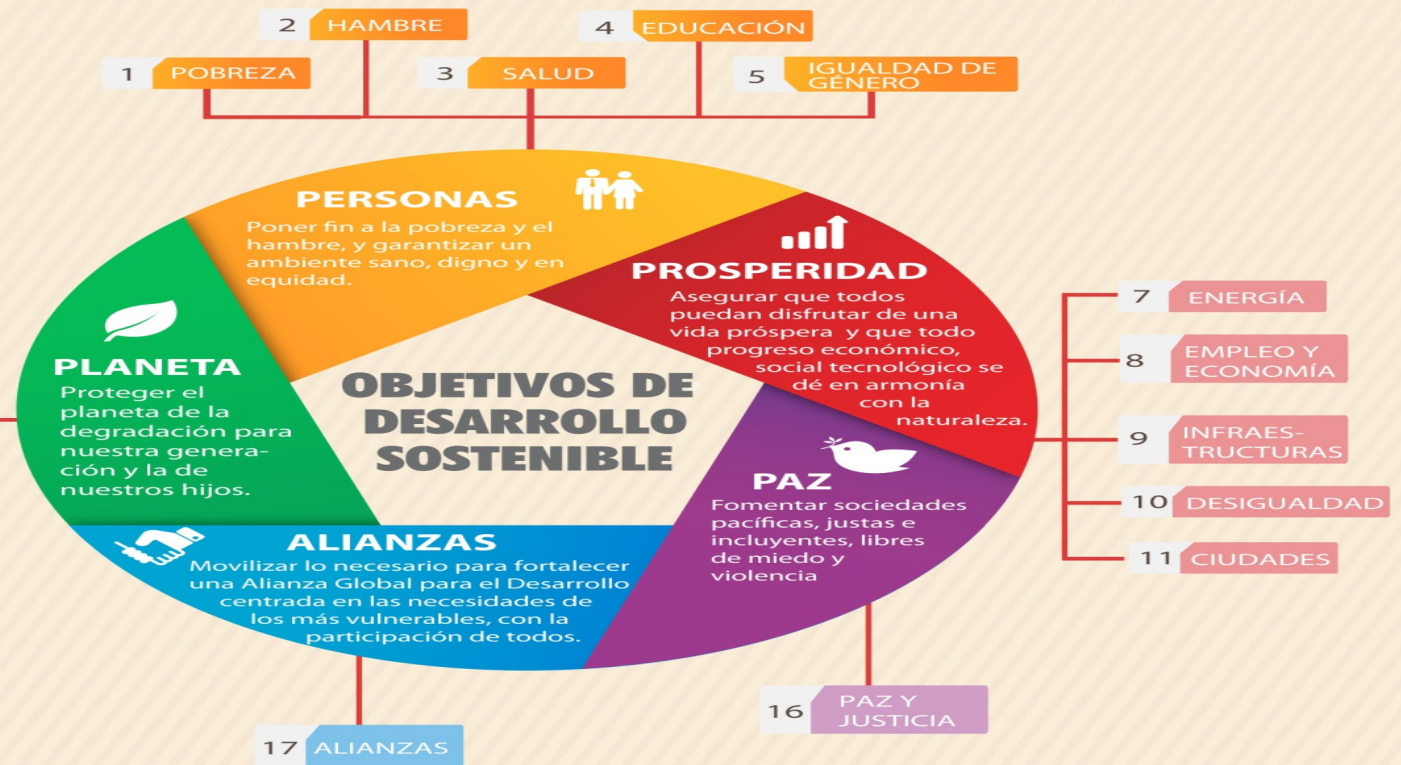 2 HAMBRE
4 EDUCACIÓN
1 POBREZA
3 SALUD
5 IGUALDAD DE
GÉNERO
PERSONAS
Poner fin a la pobreza y el
hambre, y garantizar un
ambiente sano, digno y en
equidad.
PROSPERIDAD
Asegurar que todos
puedan disfrutar de una
vida próspera y que todo
progreso económico,
social tecnológico se
dé en armonía
con la
naturaleza.
7 ENERGÍA
8 EMPLEO Y
ECONOMÍA
9 INFRAES-
TRUCTURAS
10 DESIGUALDAD
11 CIUDADES
PLANETA
Proteger el
planeta de la
degradación para
nuestra genera-
ción y la de
nuestros hijos.
OBJETIVOS DE
DESARROLLO
SOSTENIBLE
PAZ
Fomentar sociedades
pacíficas, justas e
incluyentes, libres
de miedo y
violencia
ALIANZAS
Movilizar lo necesario para fortalecer
una Alianza Global para el Desarrollo
centrada en las necesidades de
los más vulnerables, con la
participación de todos.
16 PAZ Y
JUSTICIA
17 ALIANZAS